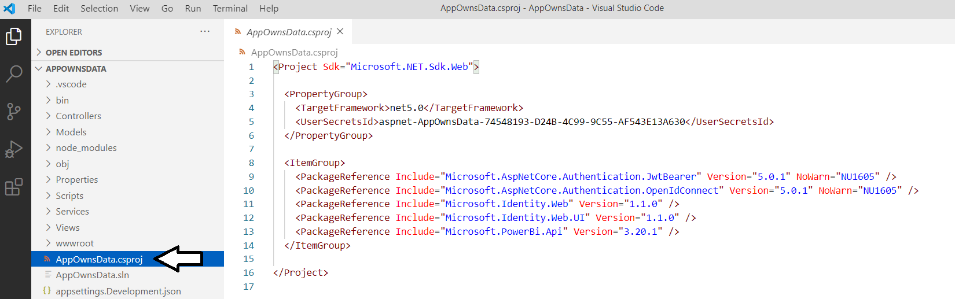 File Edit Selection View Go Run Terminal Help AppOwnsData.csproj - AppOwnsData - Visual Studio Code
EXPLORER ···
OPEN EDITORS
APPOWNSDATA
.vscode
bin
Controllers
Models
node_modules
obj
Properties
Scripts
Services
Views
wwwroot
AppOwnsData.csproj
AppOwnsData.sln
{} appsettings.Development.json
AppOwnsData.csproj
AppOwnsData.csproj
1 <Project Sdk="Microsoft.NET.Sdk.Web">
2
3 <PropertyGroup>
4 <TargetFramework>net5.0</TargetFramework>
5 <UserSecretsId>aspnet-AppOwnsData-74548193-D24B-4C99-9C55-AF543E13A630</UserSecretsId>
6 </PropertyGroup>
7
8 <ItemGroup>
9 <PackageReference Include="Microsoft.AspNetCore.Authentication.JwtBearer" Version="5.0.1" NoWarn="NU1605" />
10 <PackageReference Include="Microsoft.AspNetCore.Authentication.OpenIdConnect" Version="5.0.1" NoWarn="NU1605" />
11 <PackageReference Include="Microsoft.Identity.Web" Version="1.1.0" />
12 <PackageReference Include="Microsoft.Identity.Web.UI" Version="1.1.0" />
13 <PackageReference Include="Microsoft.PowerBi.Api" Version="3.20.1" />
14 </ItemGroup>
15
16 </Project>
17